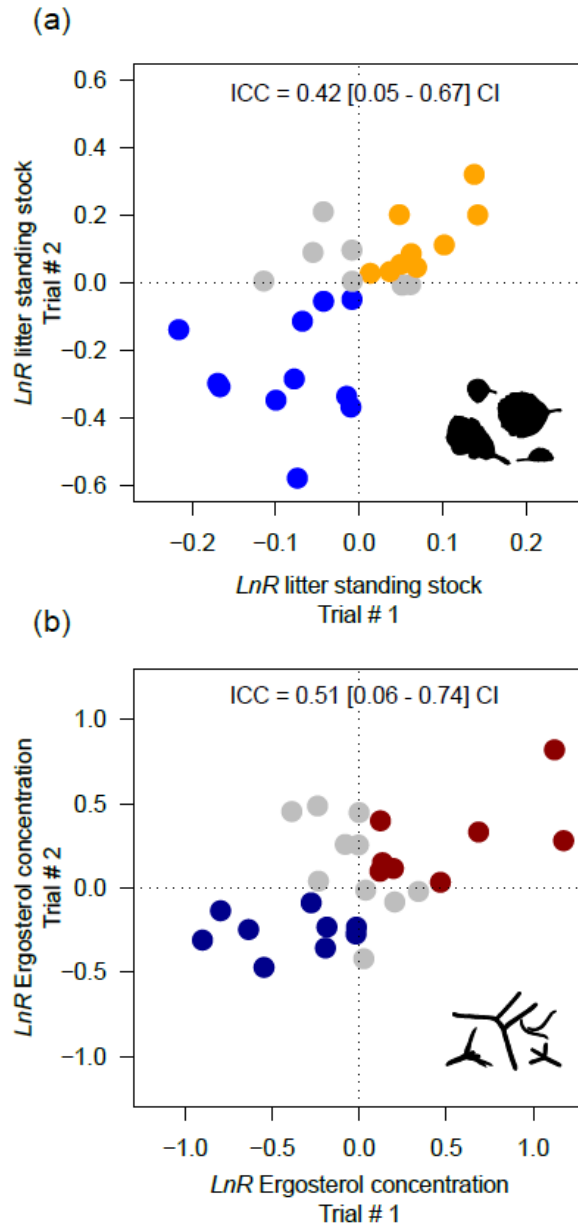 (a)
ICC = 0.42 [0.05 - 0.67] CI
0.6
0.4
0.2
0.0
−0.2
−0.4
−0.6
LnR litter standing stock
Trial # 2
−0.2 −0.1 0.0 0.1 0.2
LnR litter standing stock
Trial # 1
(b)
ICC = 0.51 [0.06 - 0.74] CI
1.0
0.5
0.0
−0.5
−1.0
LnR Ergosterol concentration
Trial # 2
−1.0 −0.5 0.0 0.5 1.0
LnR Ergosterol concentration
Trial # 1